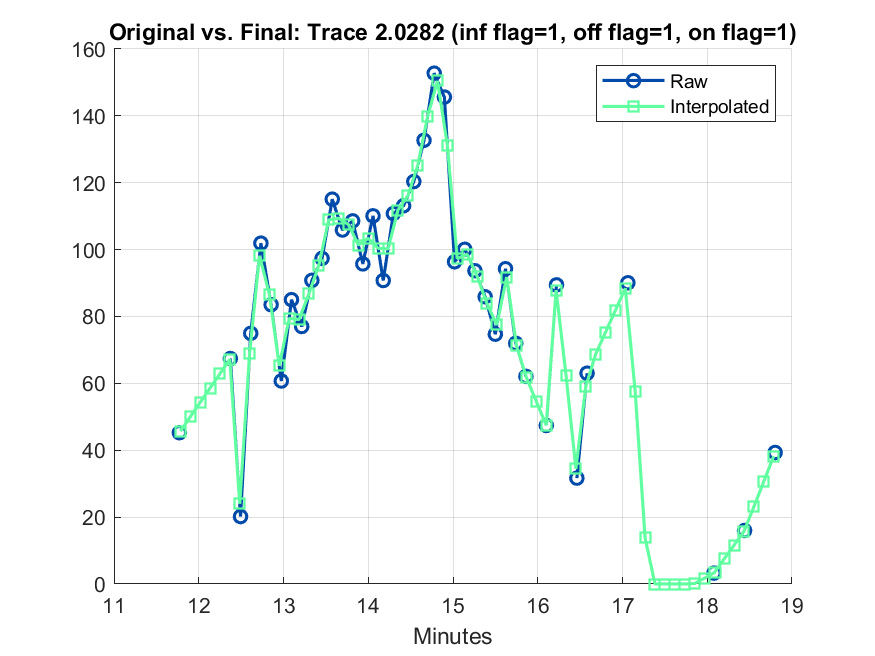 Original vs. Final: Trace 2.0282 (inf flag=1, off flag=1, on flag=1)
160
140
120
100
80
60
40
20
0
Raw
Interpolated
11 12 13 14 15 16 17 18 19
Minutes